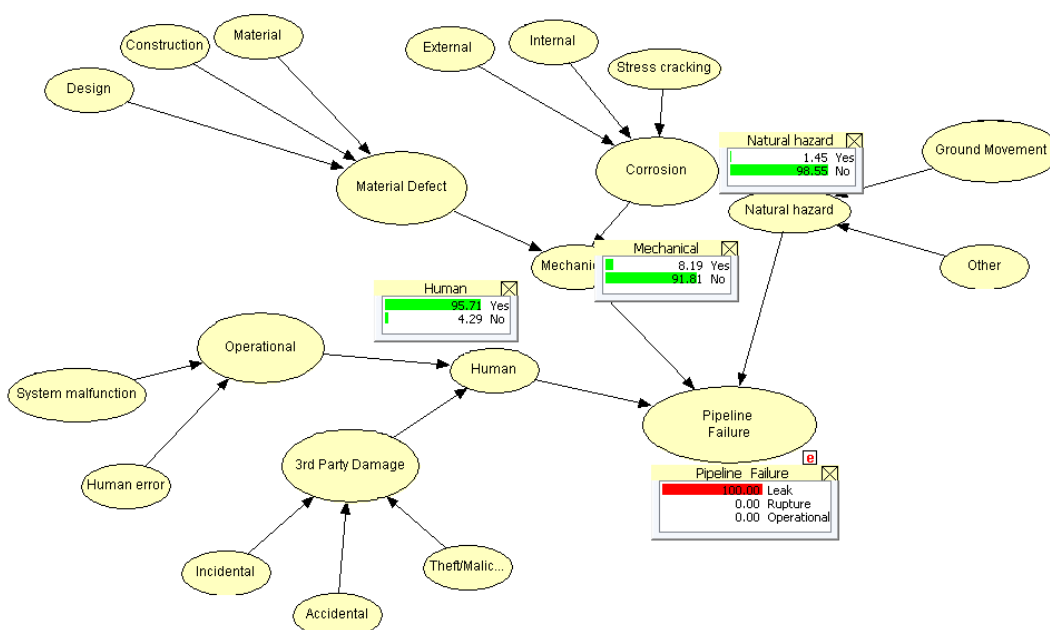 Material
Construction
Design
Internal
External
Stress cracking
Natural hazard
1.45 Yes
98.55 No
Ground Movement
Corrosion
Material Defect
Natural hazard
Mechanical
8.19 Yes
91.81 No
Mechani
Other
Human
95.71 Yes
4.29 No
Operational
Human
System malfunction
Pipeline
Failure
3rd Party Damage
e
Human error
Pipeline Failure
100.00 Leak
0.00 Rupture
0.00 Operational
Incidental
Theft/Malic...
Accidental